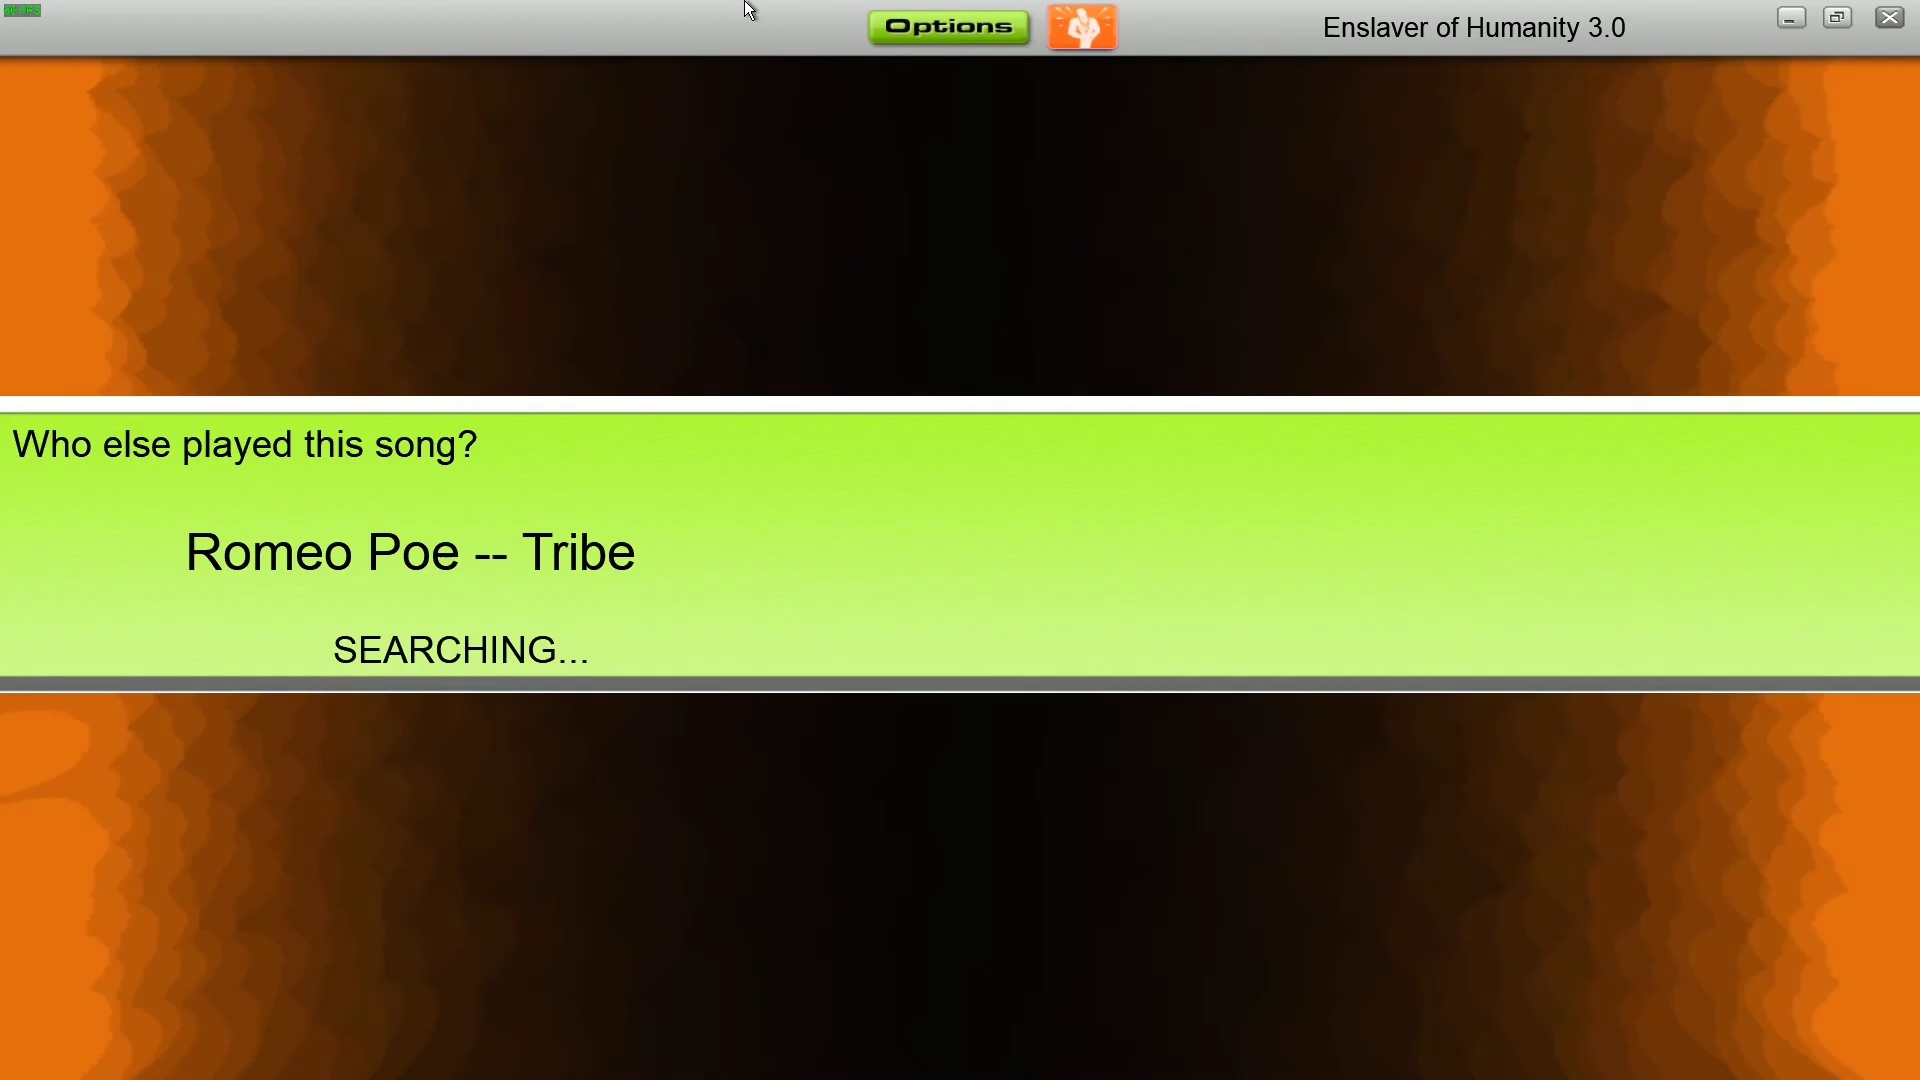 Options
Enslaver of Humanity 3.0
Who else played this song?
Romeo Poe -- Tribe
SEARCHING...